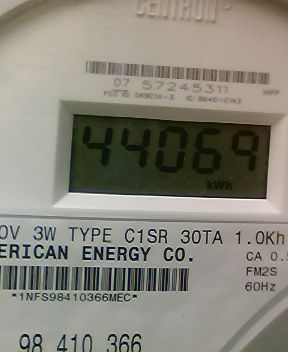 CENTRON®
07 57245311
44069
kWh
0V 3W TYPE C1SR 30TA 1.0Kh
ERICAN ENERGY CO. CA 0.5
FM2S
*1NFS98410366MEC* 60Hz
98 410 366